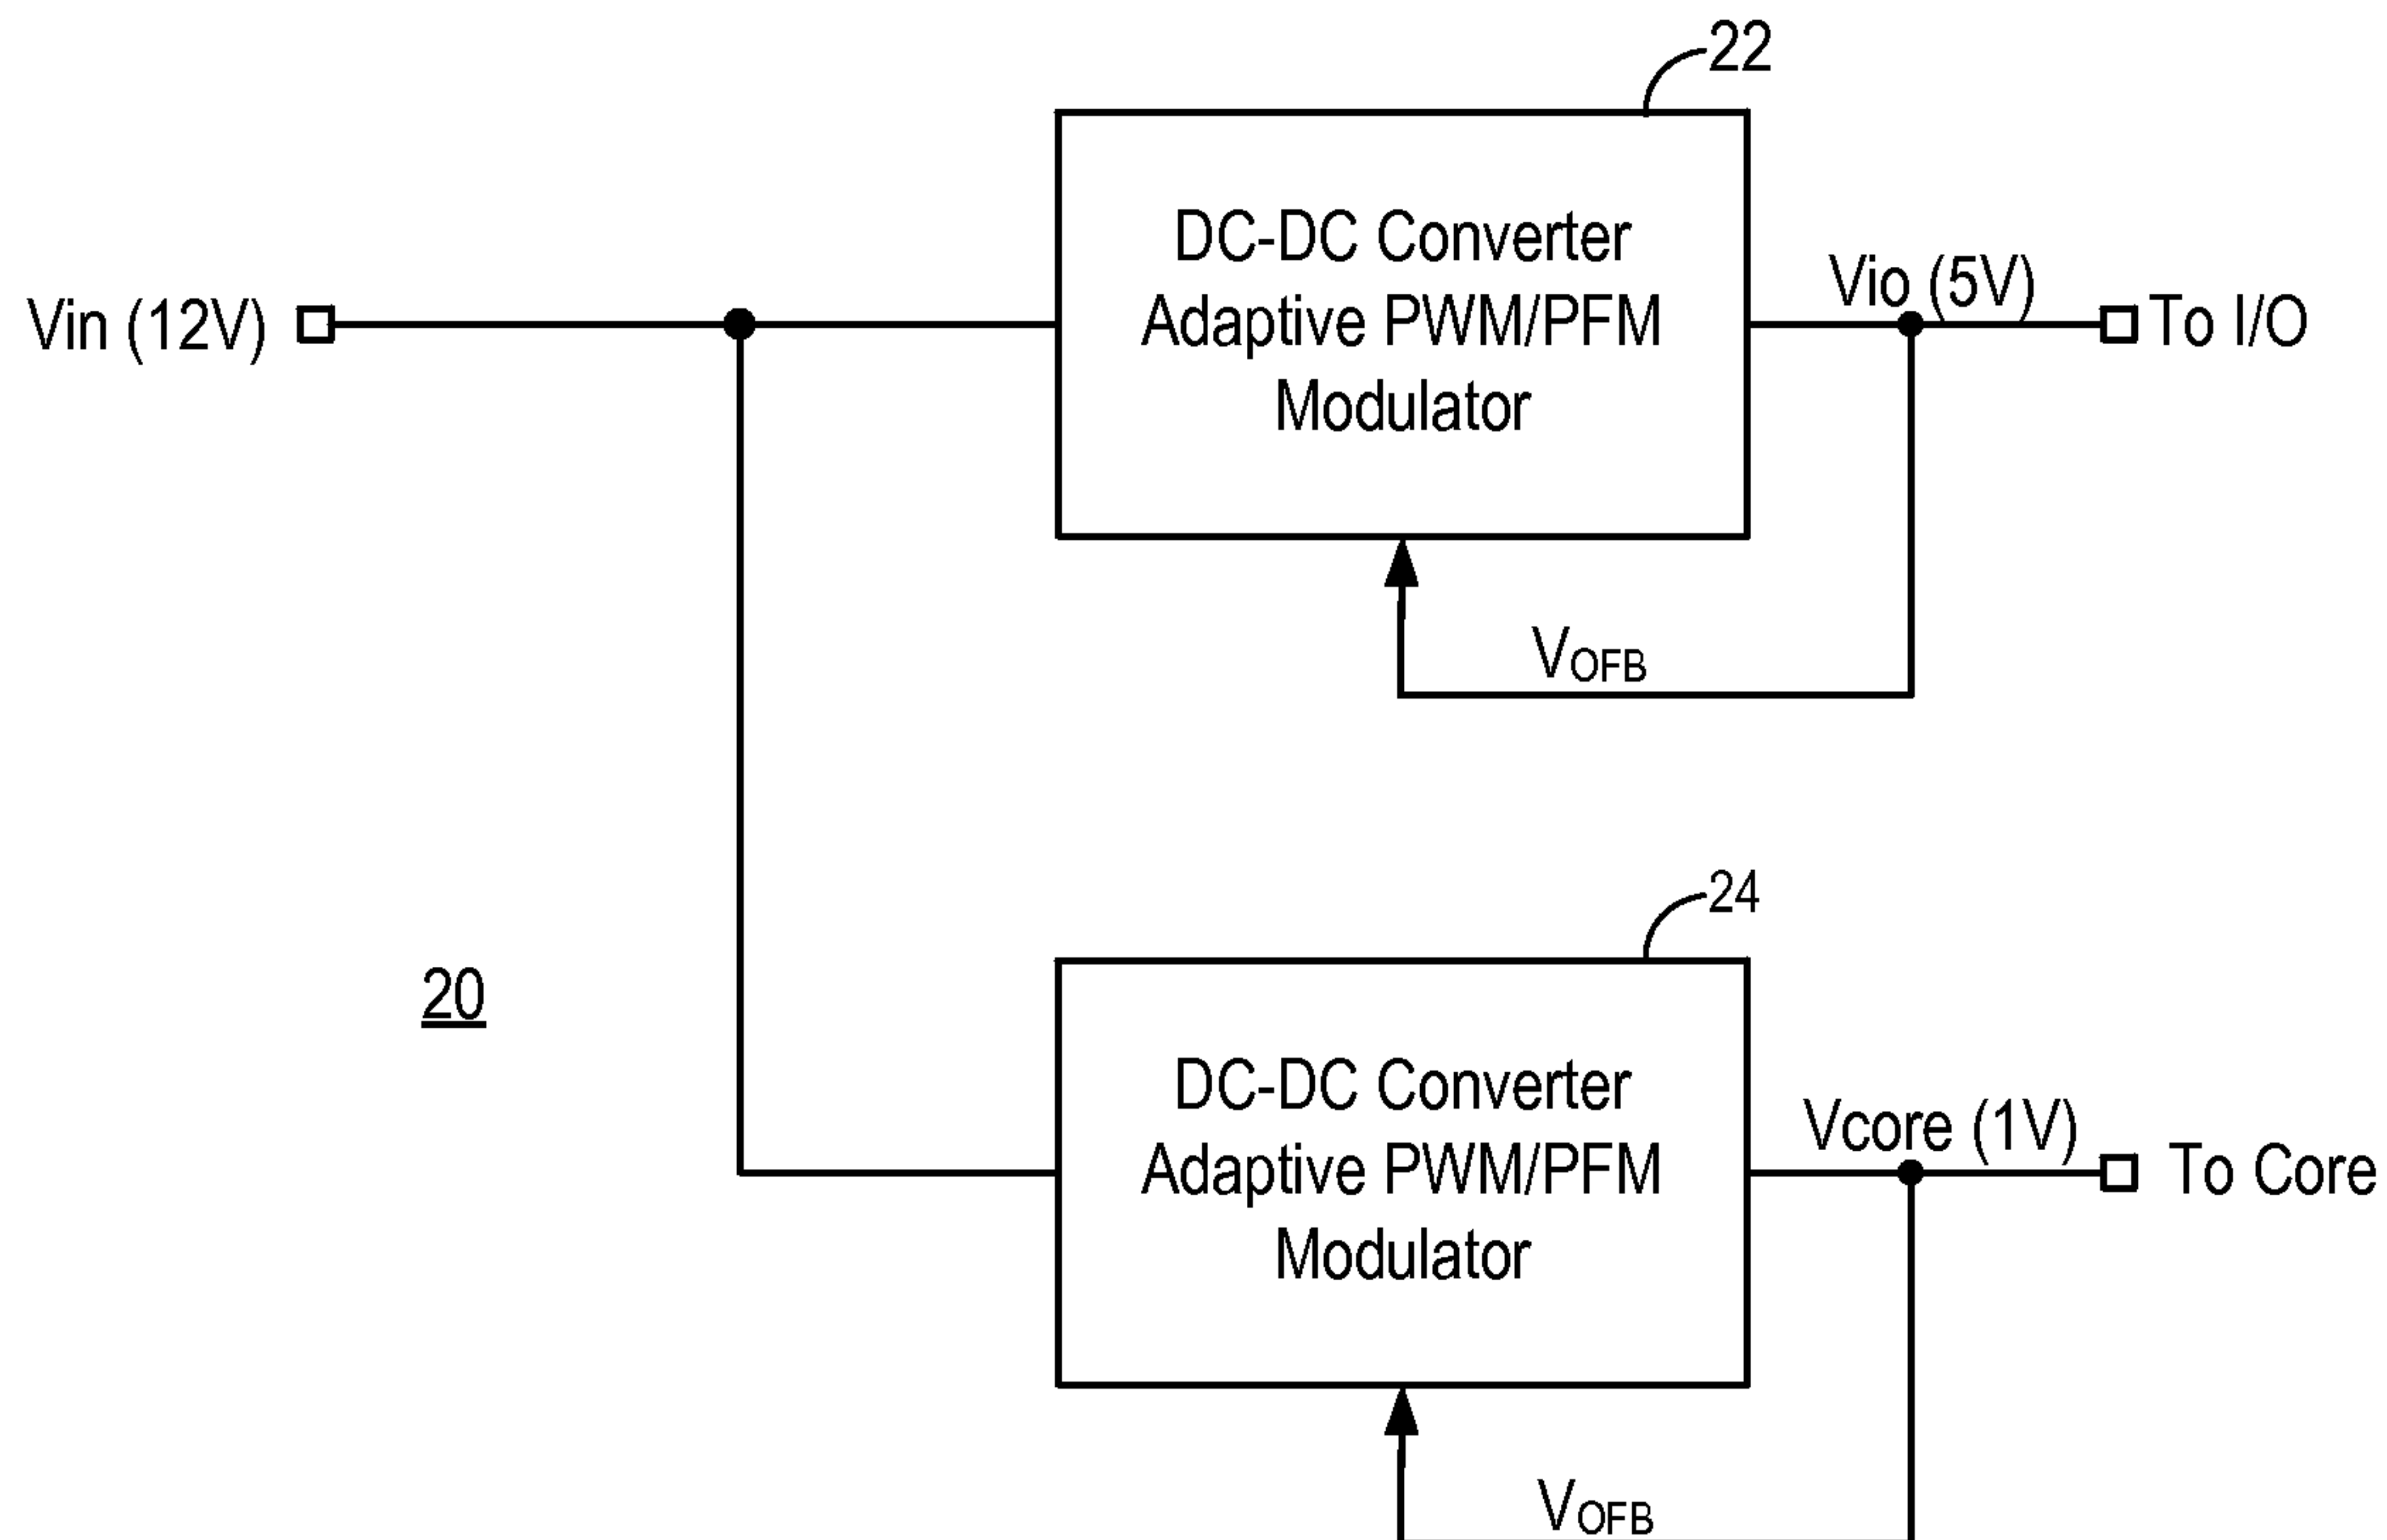 22
DC-DC Converter
Adaptive PWM/PFM
Modulator
Vin (12V)
Vio (5V)
To I/O
VOFB
24
20
DC-DC Converter
Adaptive PWM/PFM
Modulator
Vcore (1V)
To Core
VOFB